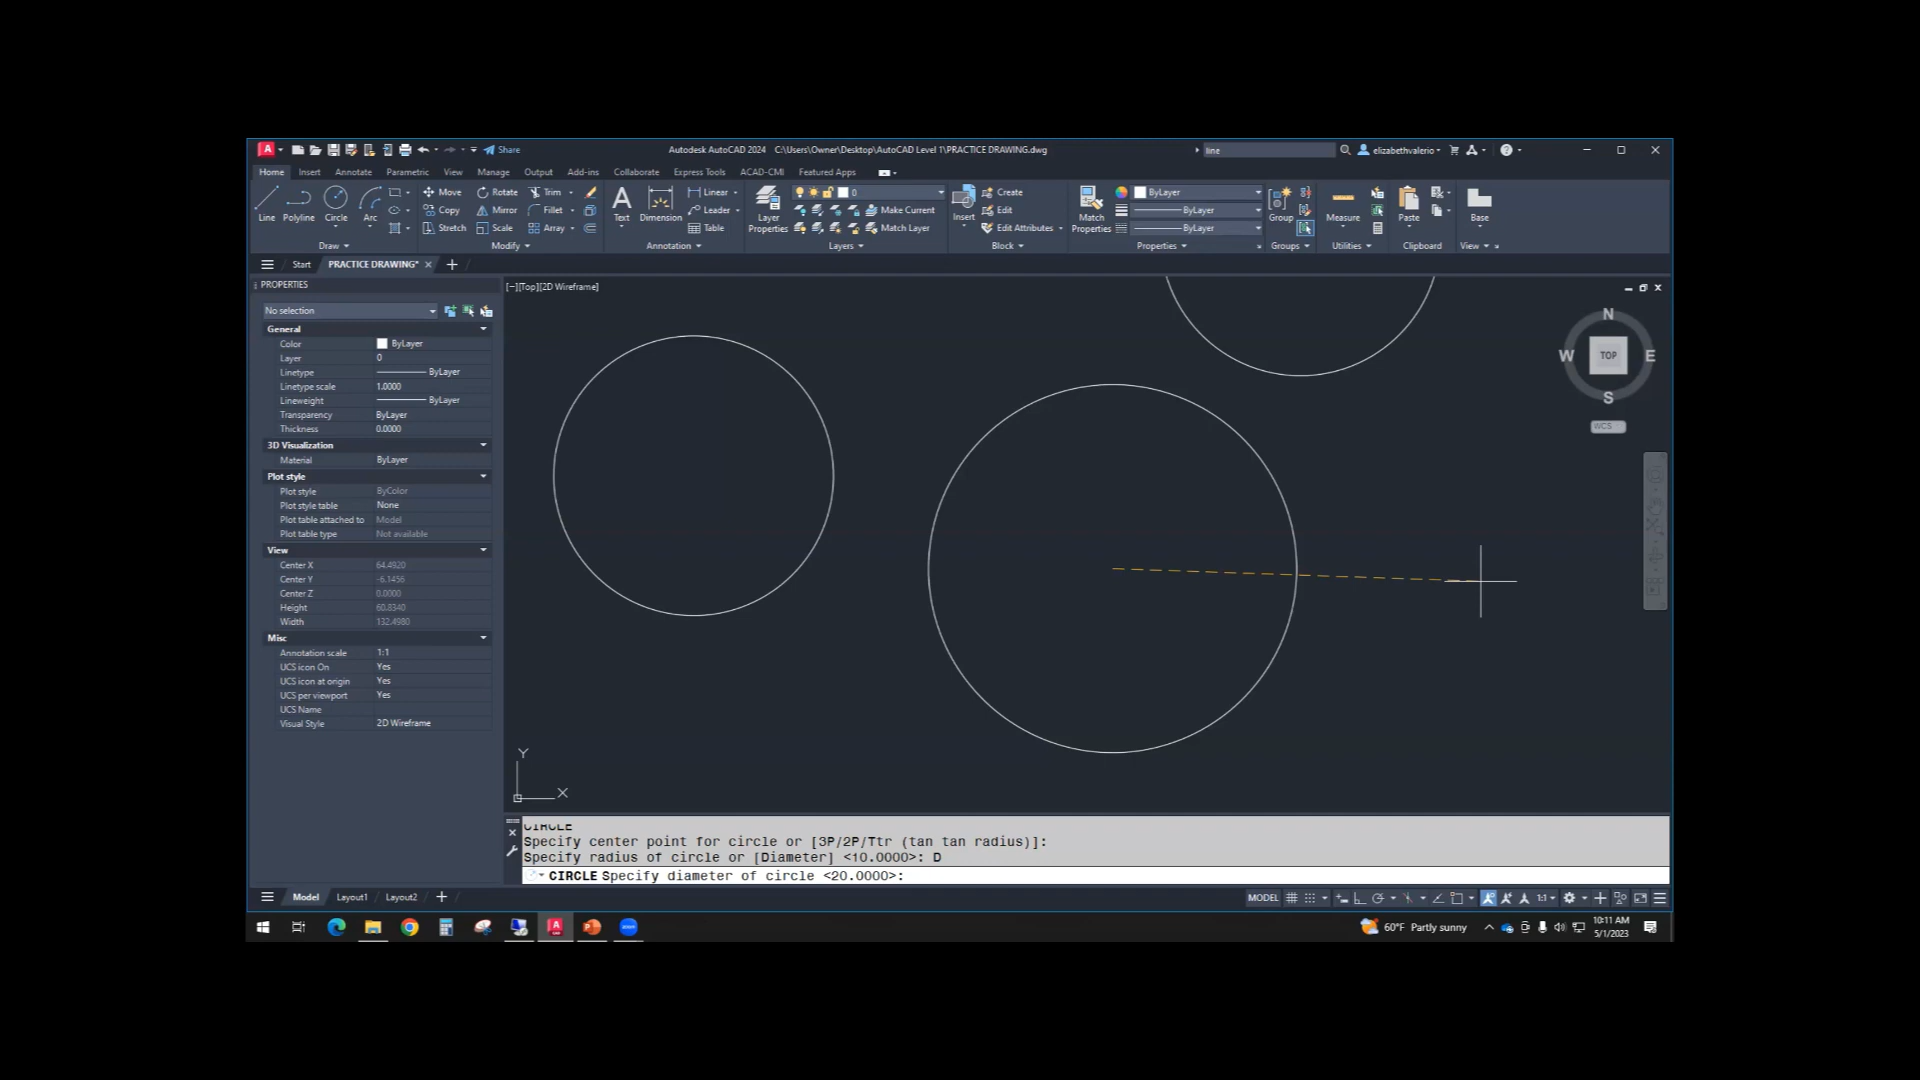 Share
Autodesk AutoCAD 2024 C:\Users\Owner\Desktop\AutoCAD Level 1\PRACTICE DRAWING.dwg
line
elizabethvalerio
Home Insert Annotate Parametric View Manage Output Add-ins Collaborate Express Tools ACAD-CMI Featured Apps
Line Polyline Circle Arc
Move Rotate Trim
Copy Mirror Fillet
Stretch Scale Array
Text Dimension
Linear
Leader
Table
Layer Properties
0
Make Current
Match Layer
Insert
Create
Edit
Edit Attributes
Match Properties
ByLayer
ByLayer
ByLayer
Group
Measure
Paste
Base
Draw Modify Annotation Layers Block Properties Groups Utilities Clipboard View
Start PRACTICE DRAWING*
PROPERTIES
No selection
General
Color ByLayer
Layer 0
Linetype ByLayer
Linetype scale 1.0000
Lineweight ByLayer
Transparency ByLayer
Thickness 0.0000
3D Visualization
Material ByLayer
Plot style
Plot style ByColor
Plot style table None
Plot table attached to Model
Plot table type Not available
View
Center X 64.4920
Center Y -6.1456
Center Z 0.0000
Height 60.8340
Width 132.4980
Misc
Annotation scale 1:1
UCS icon On Yes
UCS icon at origin Yes
UCS per viewport Yes
UCS Name
Visual Style 2D Wireframe
[−][Top][2D Wireframe]
N
W TOP E
S
WCS
Y
X
CIRCLE
Specify center point for circle or [3P/2P/Ttr (tan tan radius)]:
Specify radius of circle or [Diameter] <10.0000>: D
CIRCLE Specify diameter of circle <20.0000>:
Model Layout1 Layout2
MODEL
1:1
60°F Partly sunny
10:11 AM
5/1/2023